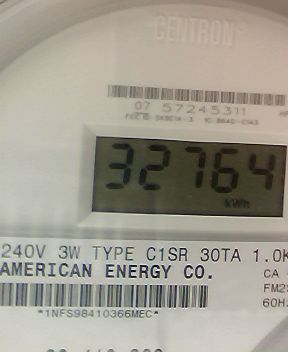 CENTRON
07 57245311
32764
kWh
240V 3W TYPE C1SR 30TA 1.0K
AMERICAN ENERGY CO.
CA
FM2S
60HZ
*1NFS98410366MEC*